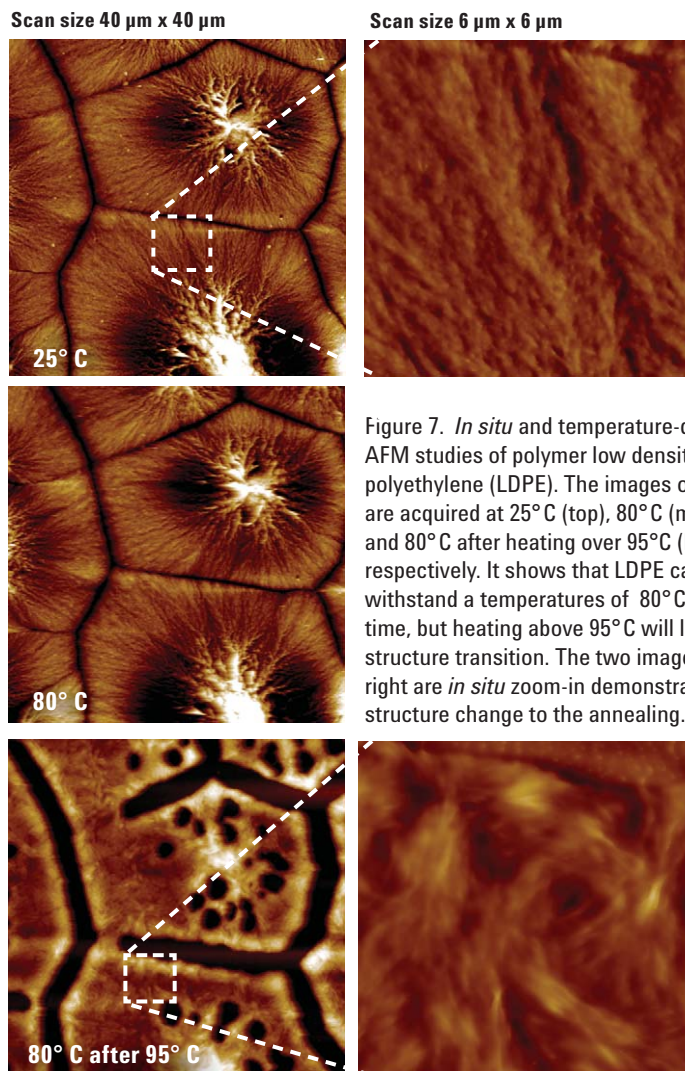 Scan size 40 µm x 40 µm
Scan size 6 µm x 6 µm
25° C
Figure 7. In situ and temperature-
AFM studies of polymer low densit
polyethylene (LDPE). The images o
are acquired at 25°C (top), 80°C (m
and 80°C after heating over 95°C (
respectively. It shows that LDPE ca
withstand a temperatures of 80°C
time, but heating above 95°C will l
structure transition. The two image
right are in situ zoom-in demonstra
structure change to the annealing.
80° C
80° C after 95° C